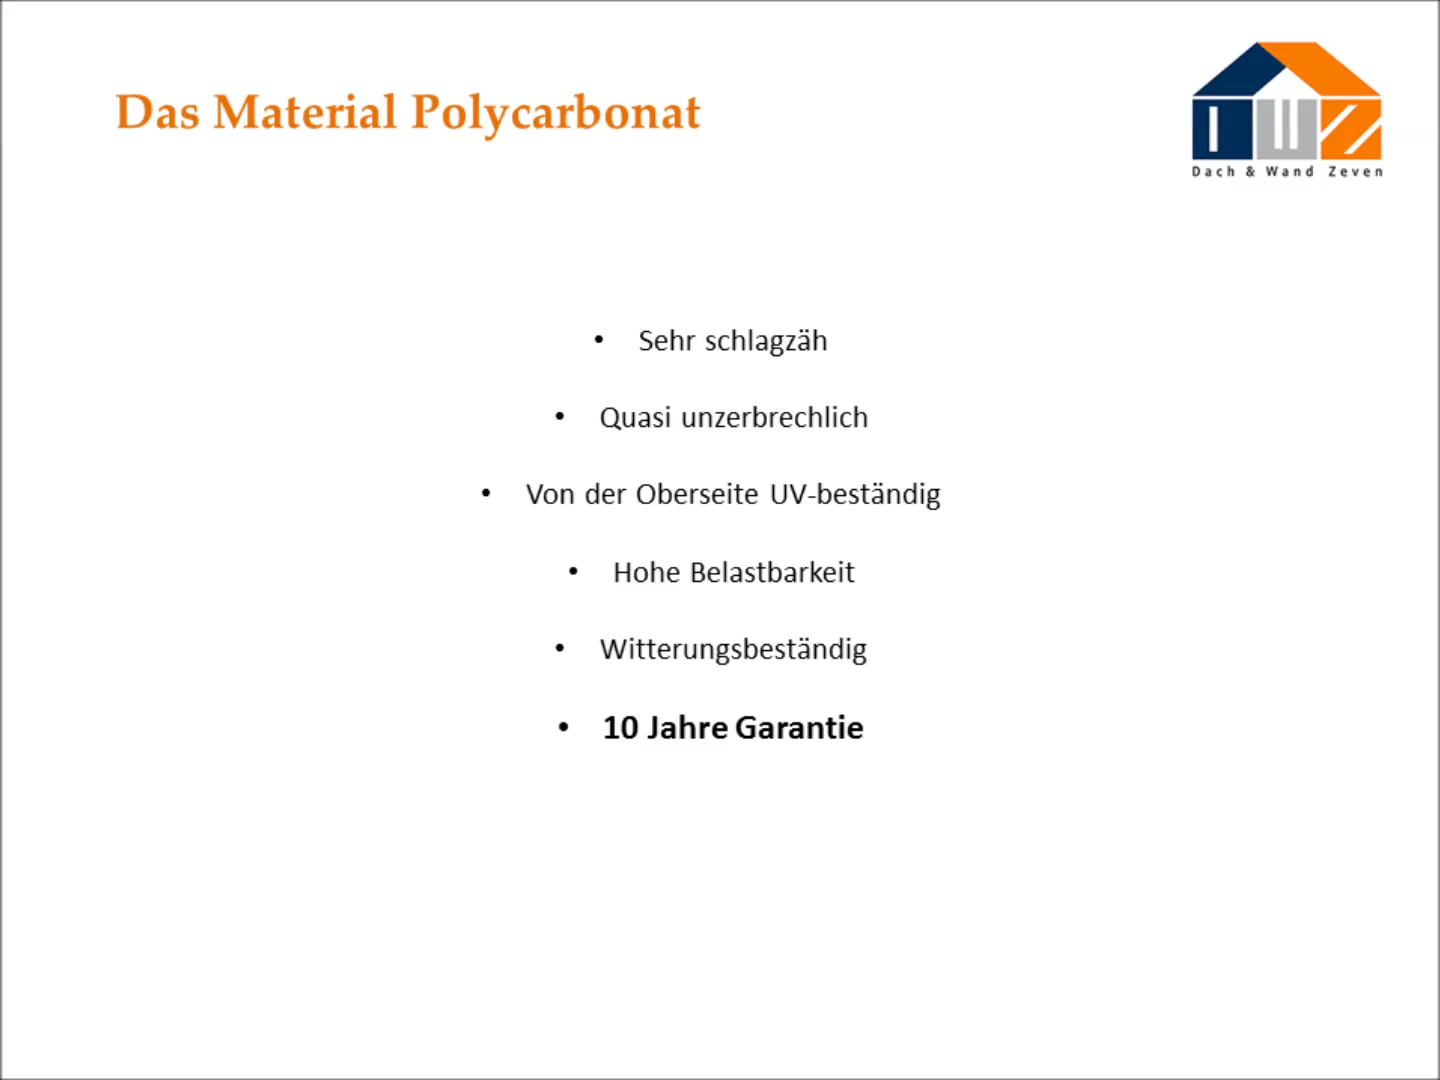 Das Material Polycarbonat
Dach & Wand Zeven
• Sehr schlagzäh
• Quasi unzerbrechlich
• Von der Oberseite UV-beständig
• Hohe Belastbarkeit
• Witterungsbeständig
• 10 Jahre Garantie